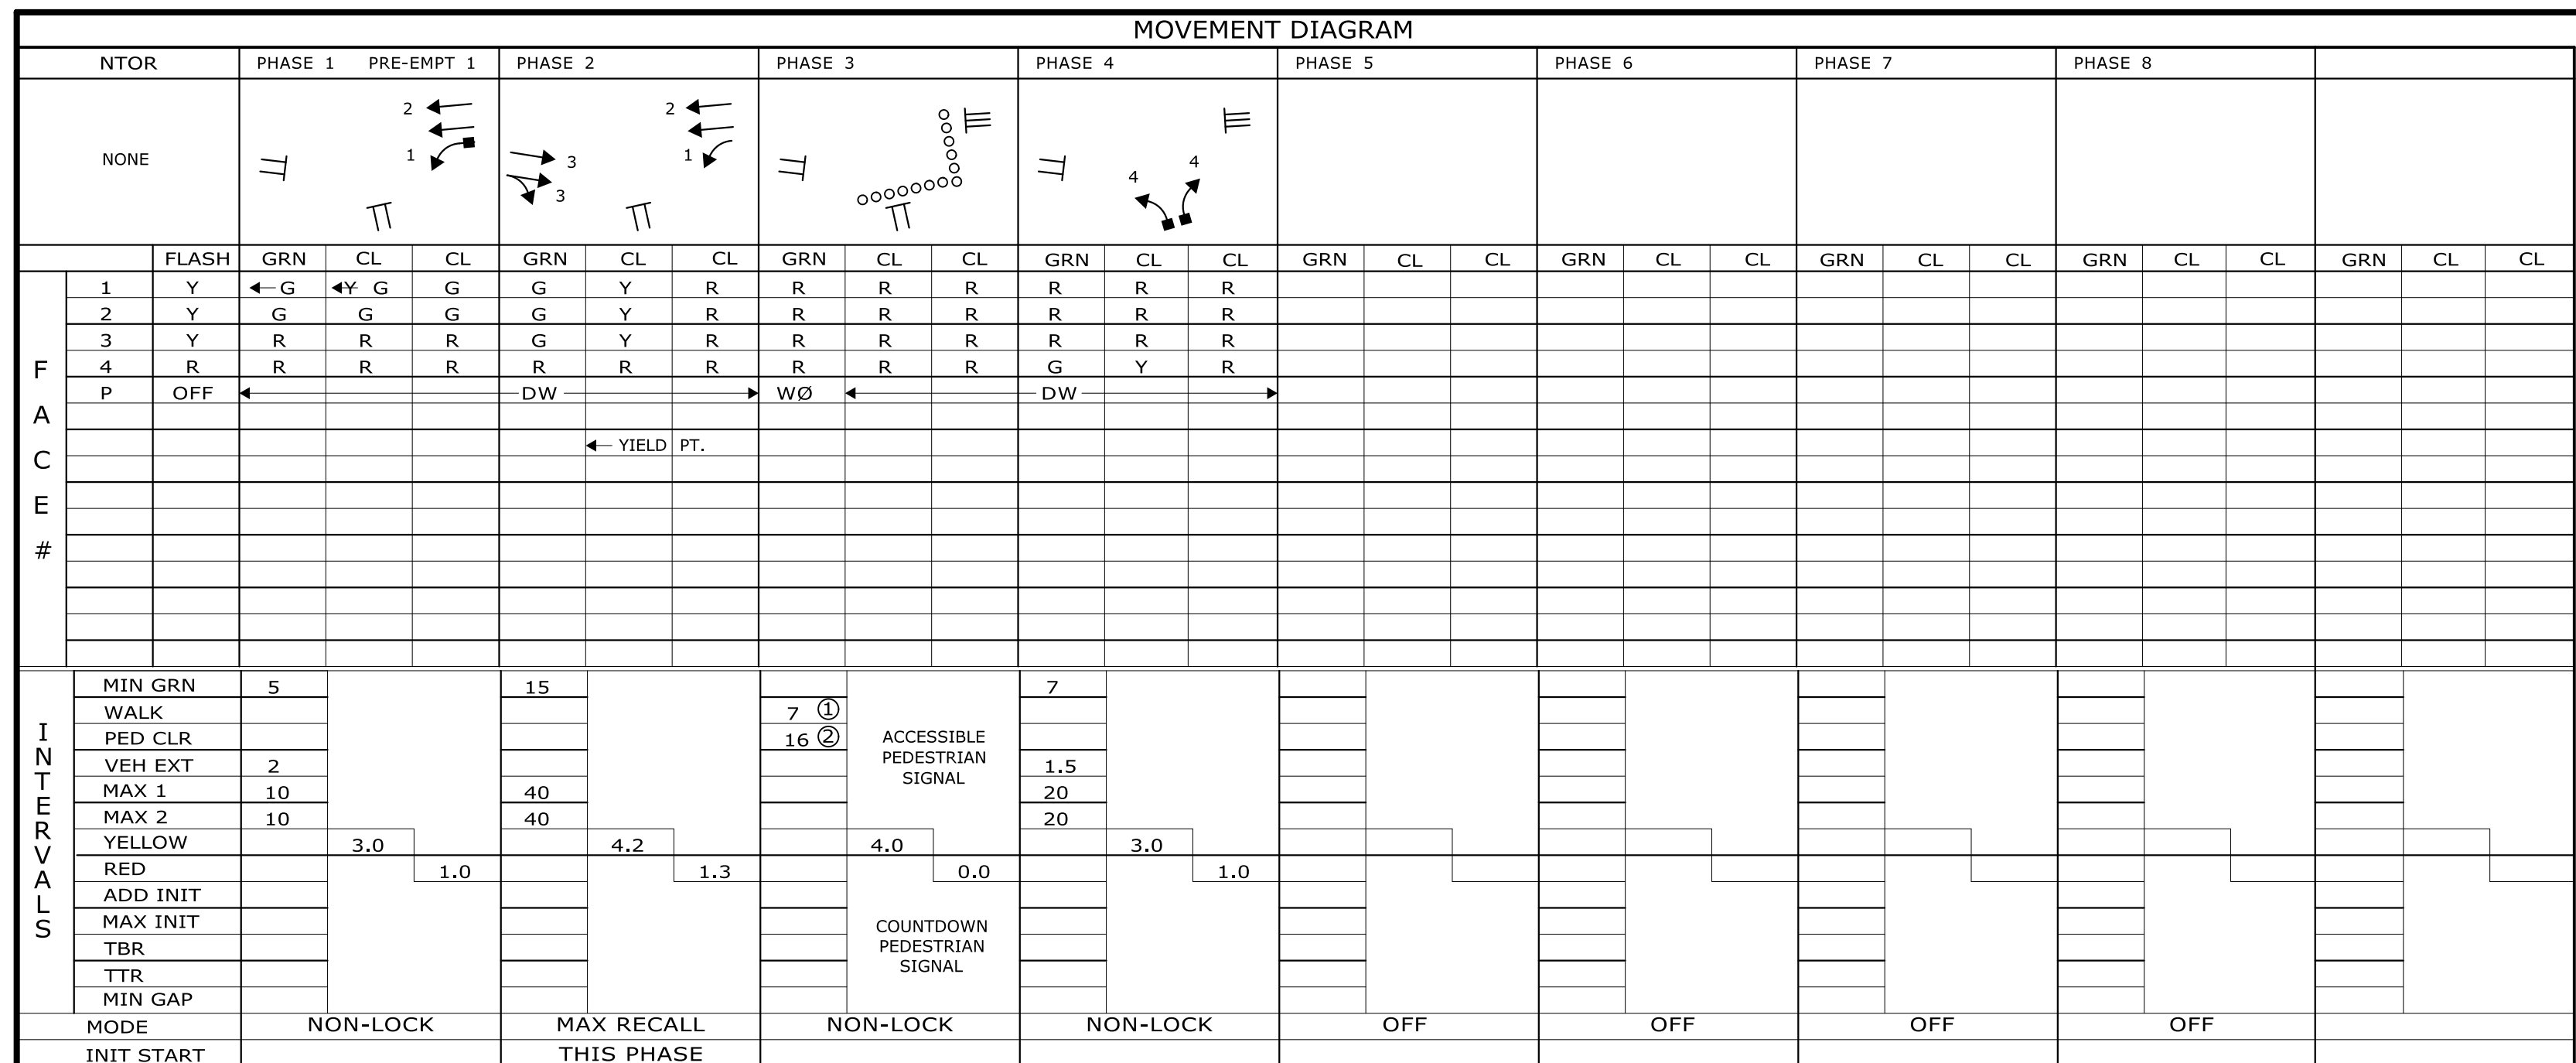 MOVEMENT DIAGRAM
NTOR PHASE 1 PRE-EMPT 1 PHASE 2 PHASE 3 PHASE 4 PHASE 5 PHASE 6 PHASE 7 PHASE 8
NONE
2
1
2
1
3
3
4
4
FLASH GRN CL CL GRN CL CL GRN CL CL GRN CL CL GRN CL CL GRN CL CL GRN CL CL GRN CL CL GRN CL CL
FACE #
1 Y ←G ←Y G G G Y R R R R R R R
2 Y G G G G Y R R R R R R R
3 Y R R R G Y R R R R R R R
4 R R R R R R R R R R G Y R
P OFF DW WØ DW
← YIELD PT.
INTERVALS
MIN GRN 5 15 7
WALK 7 ①
PED CLR 16 ②
VEH EXT 2 1.5
MAX 1 10 40 20
MAX 2 10 40 20
ACCESSIBLE
PEDESTRIAN
SIGNAL
YELLOW 3.0 4.2 4.0 3.0
RED 1.0 1.3 0.0 1.0
ADD INIT
MAX INIT
TBR
TTR
MIN GAP
COUNTDOWN
PEDESTRIAN
SIGNAL
MODE NON-LOCK MAX RECALL NON-LOCK NON-LOCK OFF OFF OFF OFF
INIT START THIS PHASE